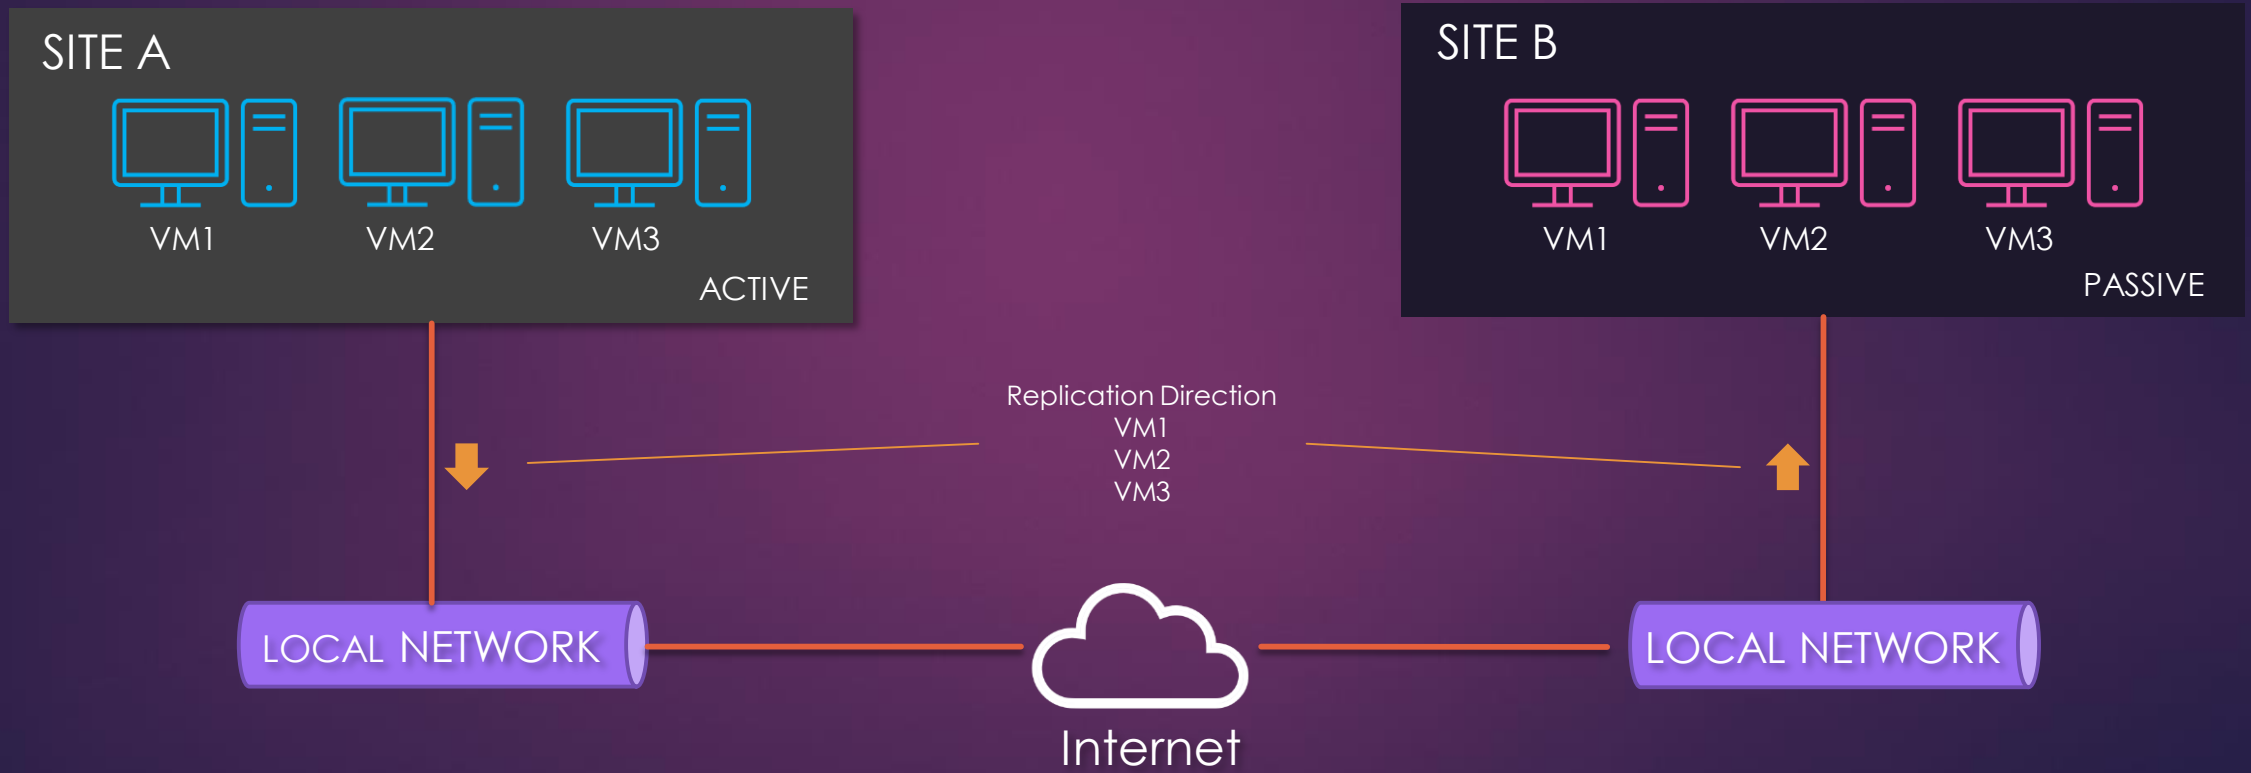 SITE A
VM1 VM2 VM3
ACTIVE
SITE B
VM1 VM2 VM3
PASSIVE
Replication Direction
VM1
VM2
VM3
LOCAL NETWORK
Internet
LOCAL NETWORK